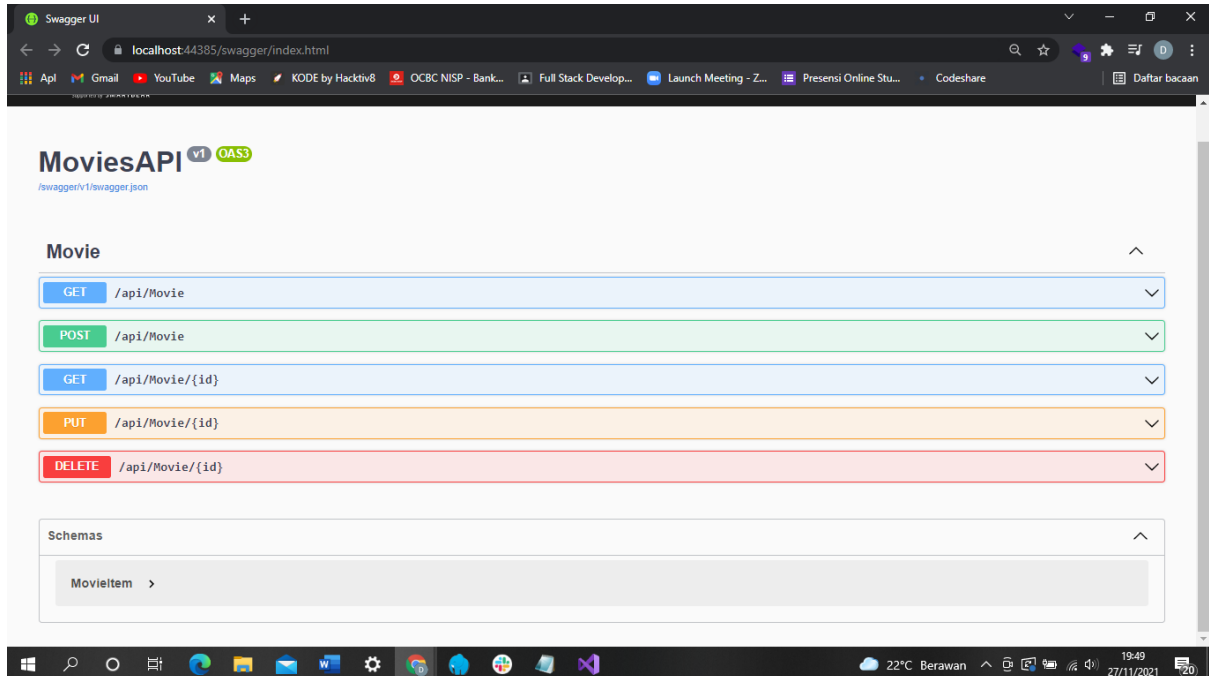 Swagger UI
localhost:44385/swagger/index.html
Apl Gmail YouTube Maps KODE by Hacktiv8 OCBC NISP - Bank... Full Stack Develop... Launch Meeting - Z... Presensi Online Stu... Codeshare Daftar bacaan
9
D
MoviesAPI v1 OAS3
/swagger/v1/swagger.json
Movie
GET /api/Movie
POST /api/Movie
GET /api/Movie/{id}
PUT /api/Movie/{id}
DELETE /api/Movie/{id}
Schemas
MovieItem
22°C Berawan
19:49
27/11/2021
20